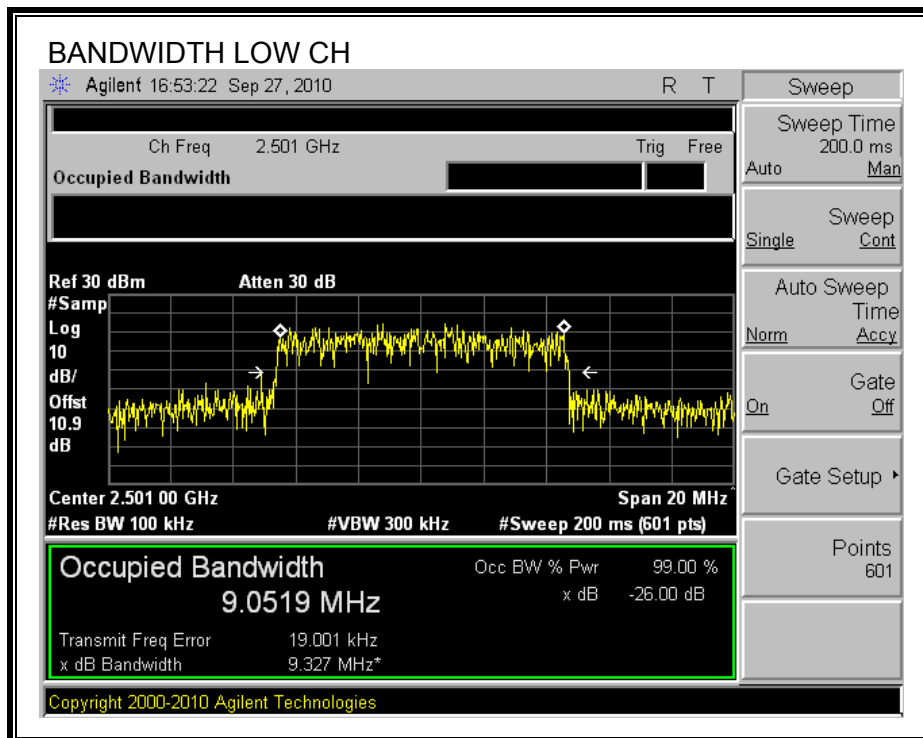 BANDWIDTH LOW CH
Agilent 16:53:22 Sep 27, 2010 R T
Ch Freq 2.501 GHz Trig Free
Occupied Bandwidth
Ref 30 dBm Atten 30 dB
#Samp
Log
10
dB/
Offst
10.9
dB
Center 2.501 00 GHz Span 20 MHz
#Res BW 100 kHz #VBW 300 kHz #Sweep 200 ms (601 pts)
Occupied Bandwidth Occ BW % Pwr 99.00 %
9.0519 MHz x dB -26.00 dB
Transmit Freq Error 19.001 kHz
x dB Bandwidth 9.327 MHz*
Copyright 2000-2010 Agilent Technologies
Sweep
Sweep Time
200.0 ms
Auto Man
Sweep
Single Cont
Auto Sweep
Time
Norm Accy
Gate
On Off
Gate Setup
Points
601